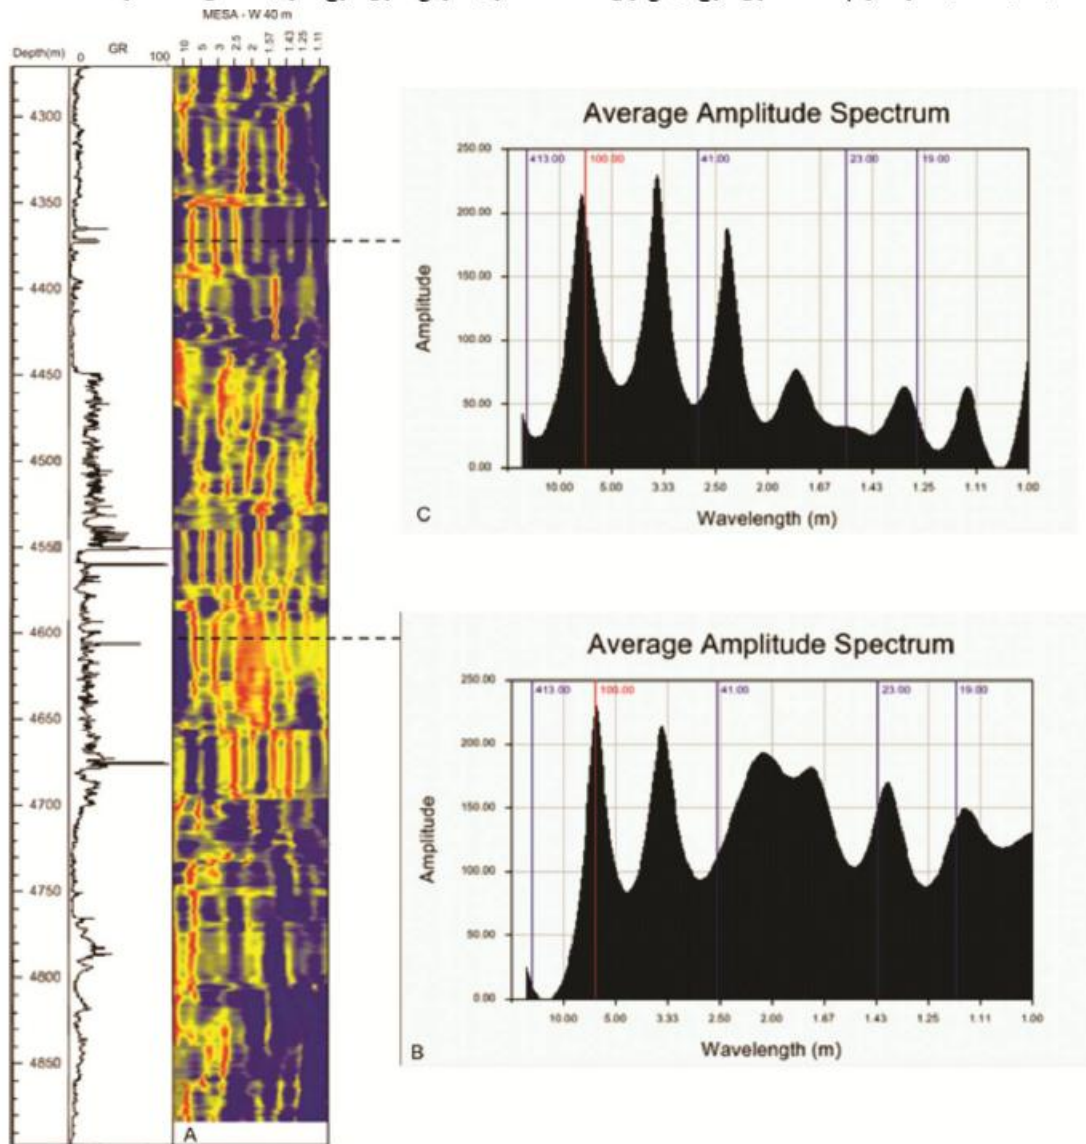 MESA - W 40 m
Depth(m) 0 GR 100 10 5 3 2.5 2 1.57 1.43 1.25 1.11
4300
4350
4400
4450
4500
4550
4600
4650
4700
4750
4800
4850
A
Average Amplitude Spectrum
250.00
413.00 100.00 41.00 23.00 19.00
200.00
150.00
100.00
50.00
0.00
Amplitude
10.00 5.00 3.33 2.50 2.00 1.67 1.43 1.25 1.11 1.00
C
Wavelength (m)
Average Amplitude Spectrum
250.00
413.00 100.00 41.00 23.00 19.00
200.00
150.00
100.00
50.00
0.00
Amplitude
10.00 5.00 3.33 2.50 2.00 1.67 1.43 1.25 1.11 1.00
Wavelength (m)
B